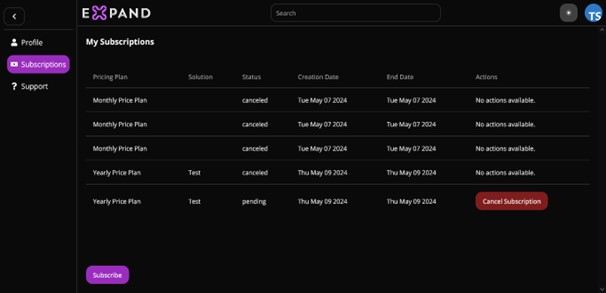 EXPAND
Search
TS
Profile
Subscriptions
? Support
My Subscriptions
Pricing Plan Solution Status Creation Date End Date Actions
Monthly Price Plan canceled Tue May 07 2024 Tue May 07 2024 No actions available.
Monthly Price Plan canceled Tue May 07 2024 Tue May 07 2024 No actions available.
Monthly Price Plan canceled Tue May 07 2024 Tue May 07 2024 No actions available.
Yearly Price Plan Test canceled Thu May 09 2024 Thu May 09 2024 No actions available.
Yearly Price Plan Test pending Thu May 09 2024 Thu May 09 2024 Cancel Subscription
Subscribe